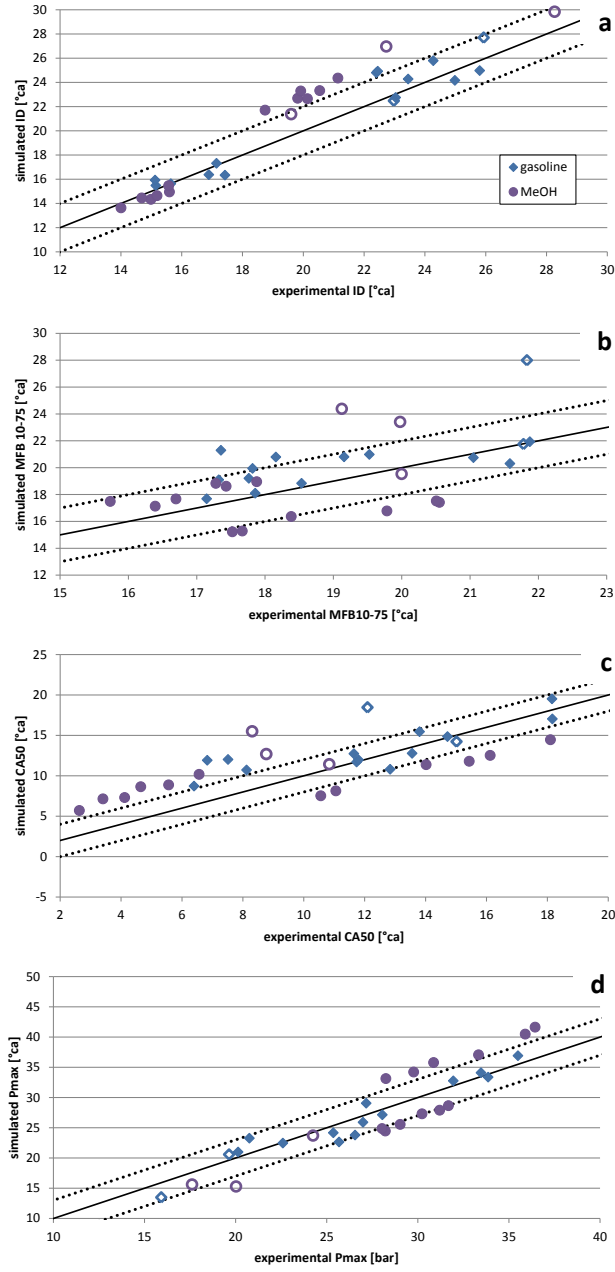 a
30
28
26
24
22
20
18
16
14
12
10
simulated ID [°ca]
gasoline
MeOH
12 14 16 18 20 22 24 26 28 30
experimental ID [°ca]
b
30
28
26
24
22
20
18
16
14
12
simulated MFB 10-75 [°ca]
15 16 17 18 19 20 21 22 23
experimental MFB10-75 [°ca]
c
25
20
15
10
5
0
-5
simulated CA50 [°ca]
2 4 6 8 10 12 14 16 18 20
experimental CA50 [°ca]
d
50
45
40
35
30
25
20
15
10
simulated Pmax [°ca]
10 15 20 25 30 35 40
experimental Pmax [bar]